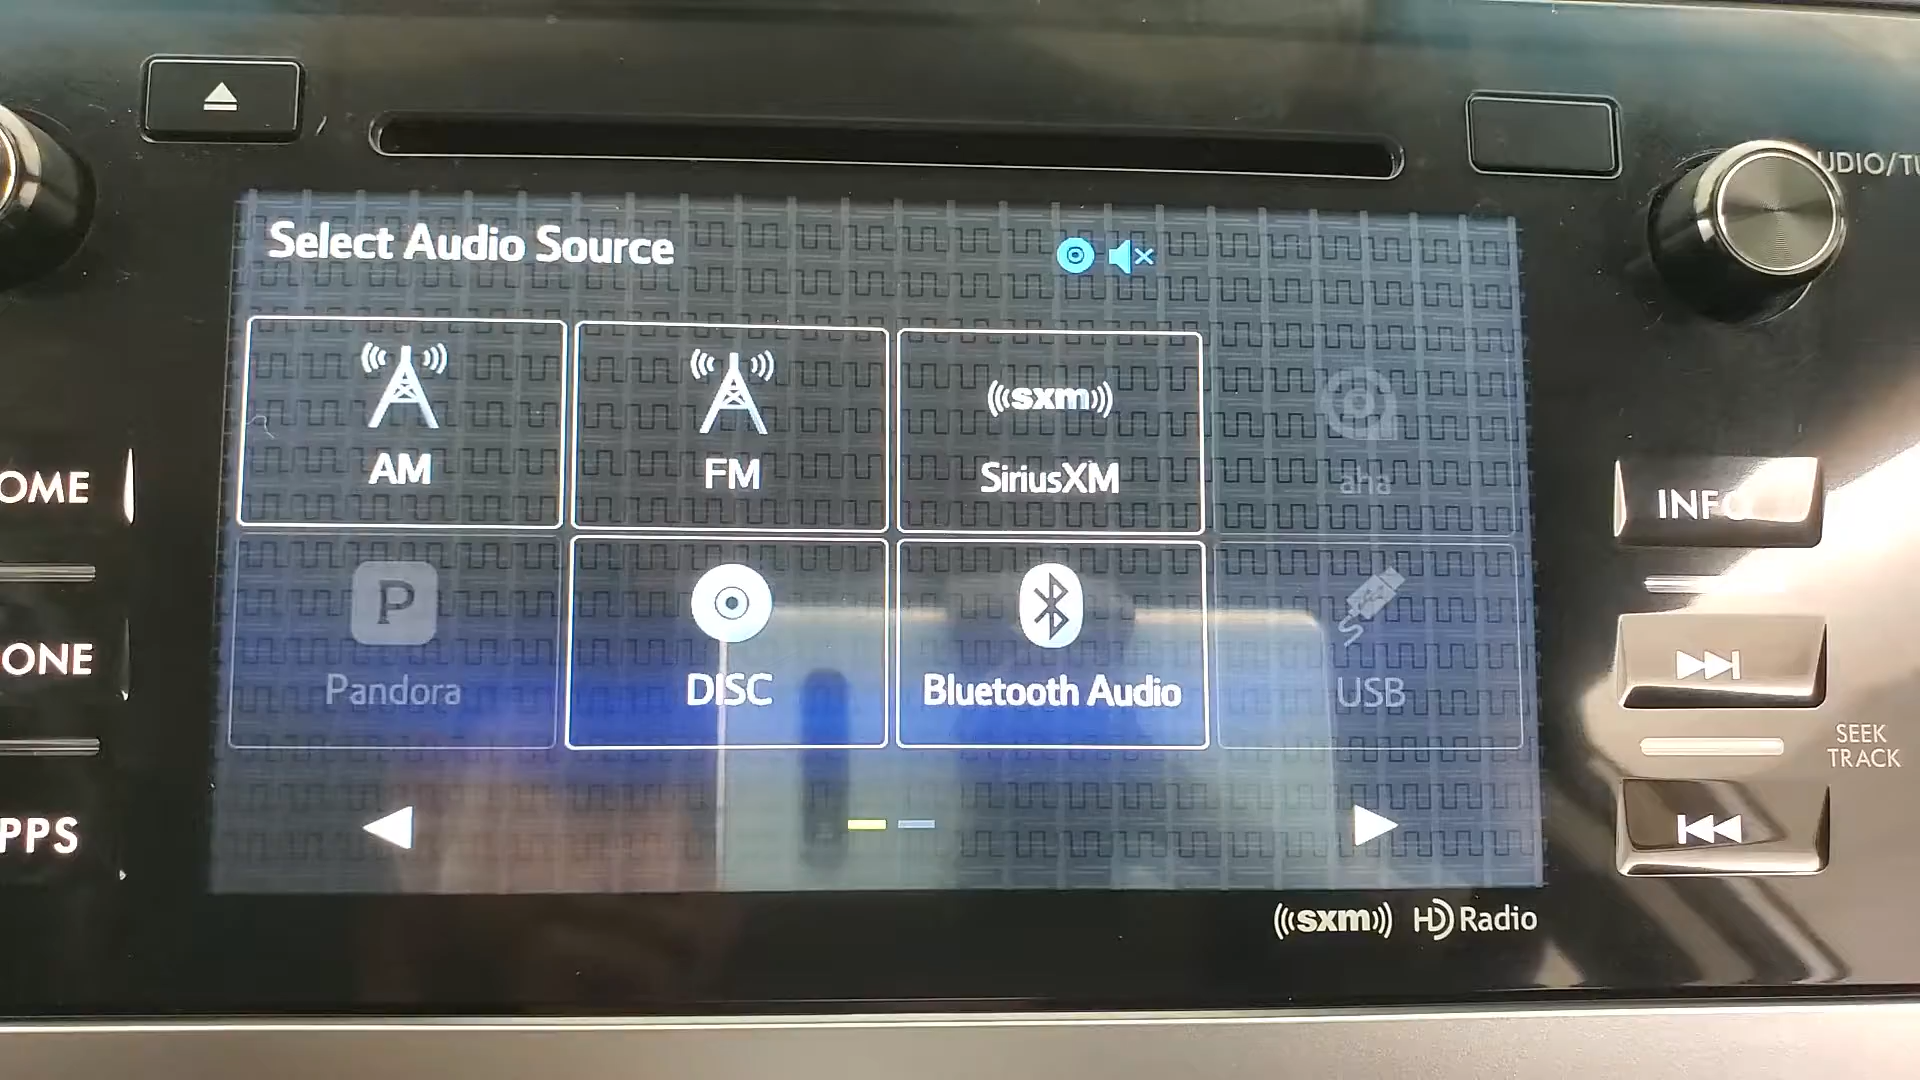 Select Audio Source
AM
FM
sxm
SiriusXM
aha
P
Pandora
DISC
Bluetooth Audio
USB
OME
ONE
PPS
UDIO/TU
INFO
SEEK
TRACK
sxm HD Radio